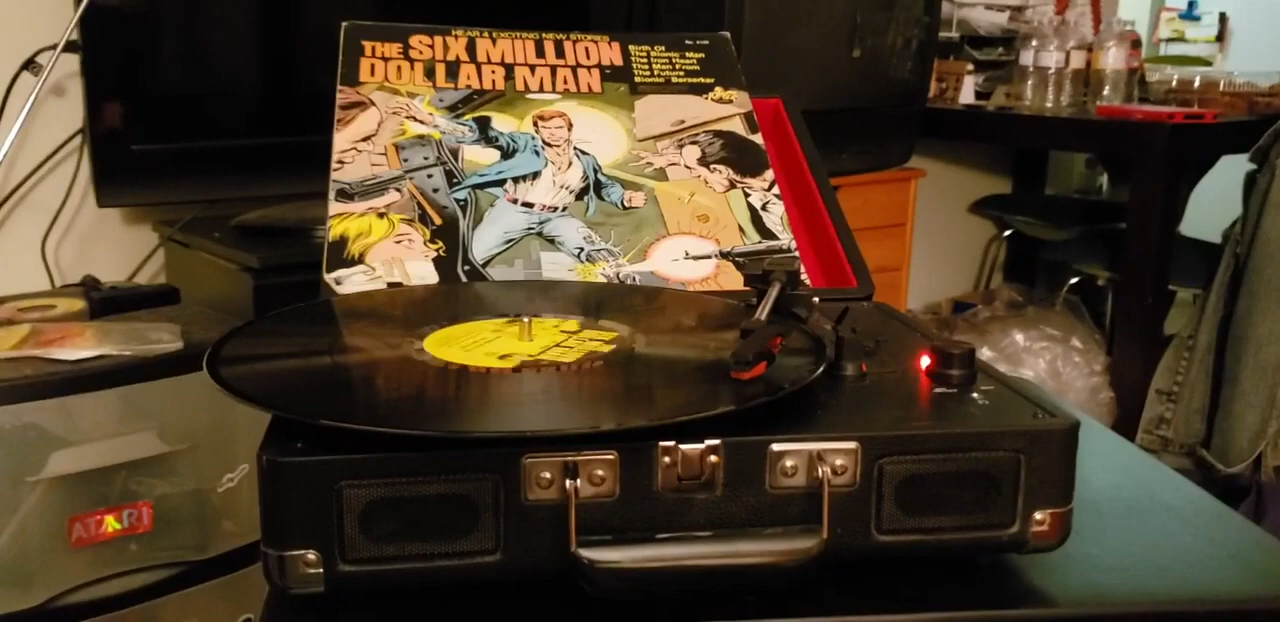 HEAR 4 EXCITING NEW STORIES
THE SIX MILLION
DOLLAR MAN
Birth Of
The Bionic Man
The Iron Heart
The Man From
The Future
Bionic Berserker
ATARI